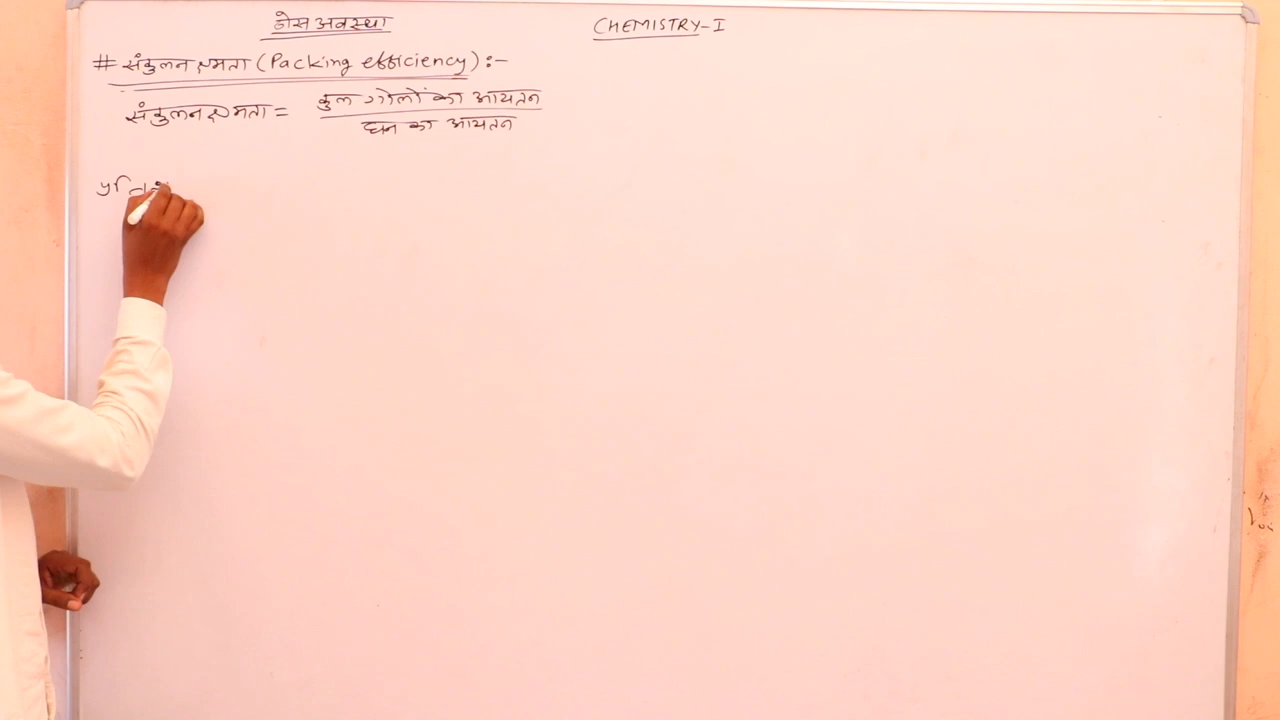 ठोस अवस्था CHEMISTRY-I
# संकुलन क्षमता (Packing efficiency) :-
संकुलन क्षमता = कुल गोलों का आयतन
घन का आयतन